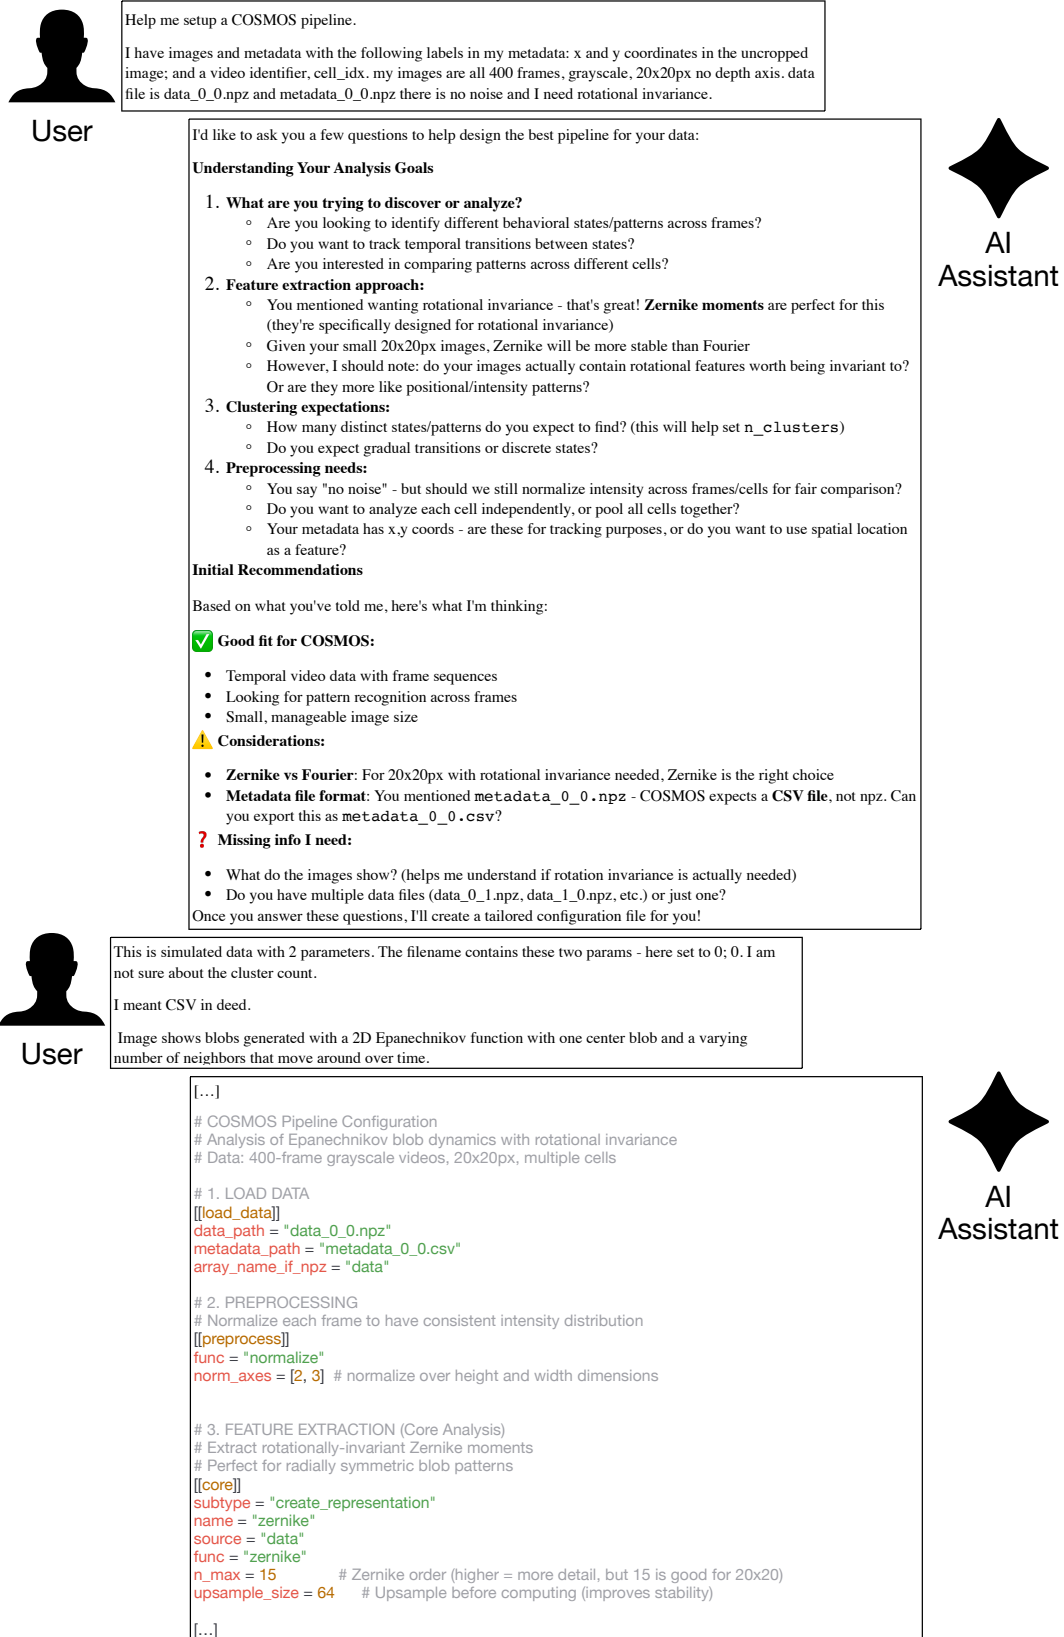 Help me setup a COSMOS pipeline.
I have images and metadata with the following labels in my metadata: x and y coordinates in the uncropped
image; and a video identifier, cell_idx. my images are all 400 frames, grayscale, 20x20px no depth axis. data
file is data_0_0.npz and metadata_0_0.npz there is no noise and I need rotational invariance.
User
I'd like to ask you a few questions to help design the best pipeline for your data:
Understanding Your Analysis Goals
1. What are you trying to discover or analyze?
◦ Are you looking to identify different behavioral states/patterns across frames?
◦ Do you want to track temporal transitions between states?
◦ Are you interested in comparing patterns across different cells?
2. Feature extraction approach:
◦ You mentioned wanting rotational invariance - that's great! Zernike moments are perfect for this
(they're specifically designed for rotational invariance)
◦ Given your small 20x20px images, Zernike will be more stable than Fourier
◦ However, I should note: do your images actually contain rotational features worth being invariant to?
Or are they more like positional/intensity patterns?
3. Clustering expectations:
◦ How many distinct states/patterns do you expect to find? (this will help set n_clusters)
◦ Do you expect gradual transitions or discrete states?
4. Preprocessing needs:
◦ You say "no noise" - but should we still normalize intensity across frames/cells for fair comparison?
◦ Do you want to analyze each cell independently, or pool all cells together?
◦ Your metadata has x,y coords - are these for tracking purposes, or do you want to use spatial location
as a feature?
Initial Recommendations
Based on what you've told me, here's what I'm thinking:
✅ Good fit for COSMOS:
• Temporal video data with frame sequences
• Looking for pattern recognition across frames
• Small, manageable image size
⚠️ Considerations:
• Zernike vs Fourier: For 20x20px with rotational invariance needed, Zernike is the right choice
• Metadata file format: You mentioned metadata_0_0.npz - COSMOS expects a CSV file, not npz. Can
you export this as metadata_0_0.csv?
❓ Missing info I need:
• What do the images show? (helps me understand if rotation invariance is actually needed)
• Do you have multiple data files (data_0_1.npz, data_1_0.npz, etc.) or just one?
Once you answer these questions, I'll create a tailored configuration file for you!
AI
Assistant
This is simulated data with 2 parameters. The filename contains these two params - here set to 0; 0. I am
not sure about the cluster count.
I meant CSV in deed.
Image shows blobs generated with a 2D Epanechnikov function with one center blob and a varying
number of neighbors that move around over time.
User
[…]
# COSMOS Pipeline Configuration
# Analysis of Epanechnikov blob dynamics with rotational invariance
# Data: 400-frame grayscale videos, 20x20px, multiple cells
# 1. LOAD DATA
[[load_data]]
data_path = "data_0_0.npz"
metadata_path = "metadata_0_0.csv"
array_name_if_npz = "data"
# 2. PREPROCESSING
# Normalize each frame to have consistent intensity distribution
[[preprocess]]
func = "normalize"
norm_axes = [2, 3] # normalize over height and width dimensions
# 3. FEATURE EXTRACTION (Core Analysis)
# Extract rotationally-invariant Zernike moments
# Perfect for radially symmetric blob patterns
[[core]]
subtype = "create_representation"
name = "zernike"
source = "data"
func = "zernike"
n_max = 15 # Zernike order (higher = more detail, but 15 is good for 20x20)
upsample_size = 64 # Upsample before computing (improves stability)
[…]
AI
Assistant